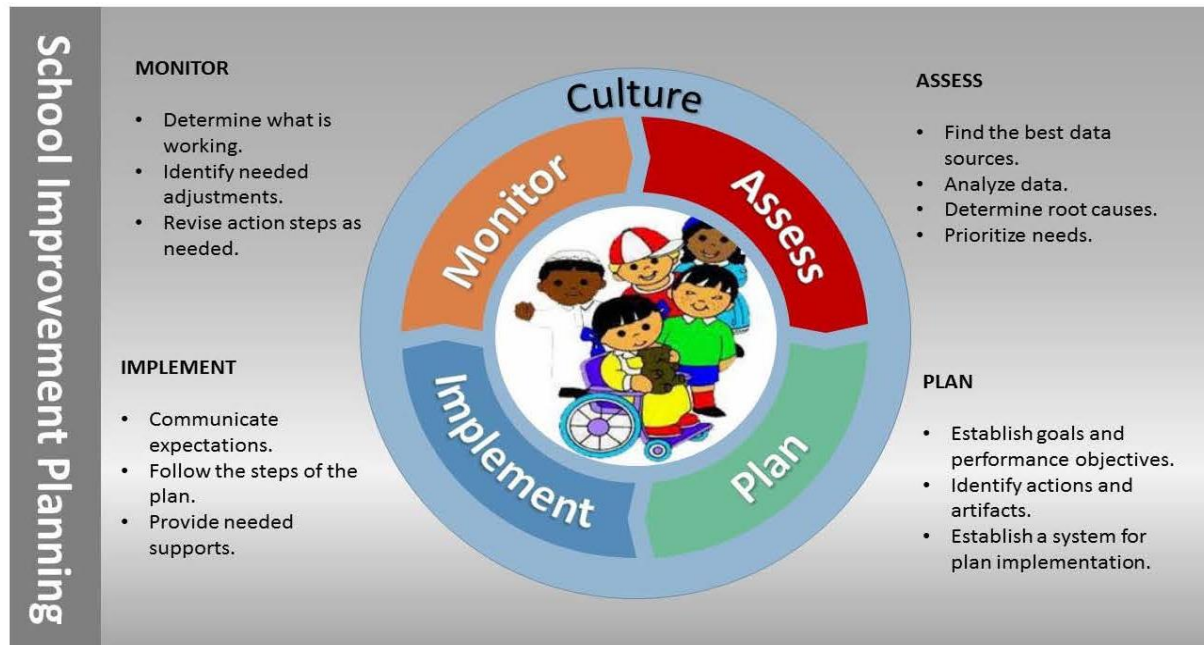 School Improvement Planning
MONITOR
• Determine what is
working.
• Identify needed
adjustments.
• Revise action steps as
needed.
IMPLEMENT
• Communicate
expectations.
• Follow the steps of the
plan.
• Provide needed
supports.
Culture
Monitor
Assess
Implement
Plan
ASSESS
• Find the best data
sources.
• Analyze data.
• Determine root causes.
• Prioritize needs.
PLAN
• Establish goals and
performance objectives.
• Identify actions and
artifacts.
• Establish a system for
plan implementation.